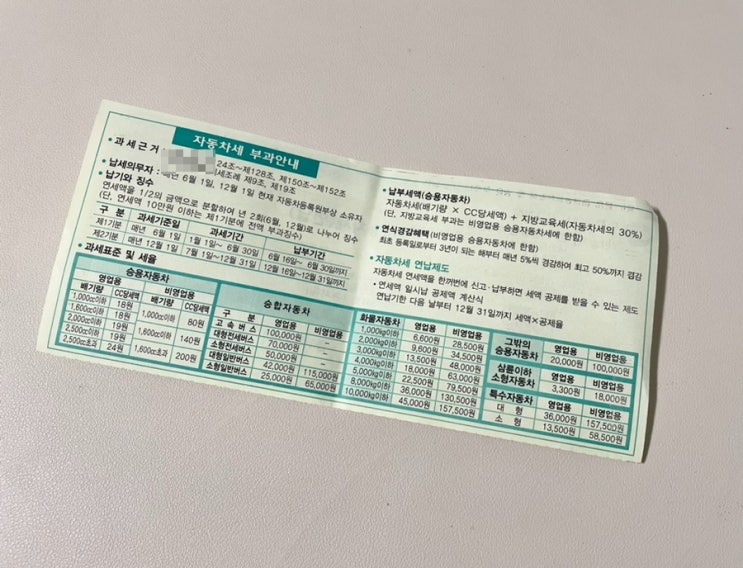 자동차세 부과안내
• 과세근거 : 24조~제128조, 제150조~제152조
세조례 제9조, 제19조
• 납세의무자 : 매년 6월 1일, 12월 1일 현재 자동차등록원부상 소유자
• 납기와 징수
연세액을 1/2의 금액으로 분할하여 년 2회(6월, 12월)로 나누어 징수
(단, 연세액 10만원 이하는 제1기분에 전액 부과징수)
구 분 과세기준일 과세기간 납부기간
제1기분 매년 6월 1일 1월 1일~ 6월 30일 6월 16일~ 6월 30일까지
제2기분 매년 12월 1일 7월 1일~12월 31일 12월 16일~12월 31일까지
• 과세표준 및 세율
승용자동차
영업용 비영업용
배기량 CC당세액 배기량 CC당세액
1,000cc이하 18원 1,000cc이하 80원
1,600cc이하 18원
2,000cc이하 19원 1,600cc이하 140원
2,500cc이하 19원
2,500cc초과 24원 1,600cc초과 200원
승합자동차
구 분 영업용 비영업용
고속버스 100,000원 –
대형전세버스 70,000원 –
소형전세버스 50,000원 –
대형일반버스 42,000원 115,000원
소형일반버스 25,000원 65,000원
• 납부세액(승용자동차)
자동차세(배기량 × CC당세액) + 지방교육세(자동차세의 30%)
(단, 지방교육세 부과는 비영업용 승용자동차세에 한함)
• 연식경감혜택(비영업용 승용자동차에 한함)
최초 등록일로부터 3년이 되는 해부터 매년 5%씩 경감하여 최고 50%까지 경감
• 자동차세 연납제도
자동차세 연세액을 한꺼번에 신고·납부하면 세액 공제를 받을 수 있는 제도
• 연세액 일시납 공제액 계산식
연납기한 다음 날부터 12월 31일까지 세액×공제율
화물자동차 영업용 비영업용
1,000kg이하 6,600원 28,500원
2,000kg이하 9,600원 34,500원
3,000kg이하 13,500원 48,000원
4,000kg이하 18,000원 63,000원
5,000kg이하 22,500원 79,500원
8,000kg이하 36,000원 130,500원
10,000kg이하 45,000원 157,500원
그밖의 승용자동차 영업용 비영업용
20,000원 100,000원
삼륜이하 소형자동차 영업용 비영업용
3,300원 18,000원
특수자동차 영업용 비영업용
대 형 36,000원 157,500원
소 형 13,500원 58,500원